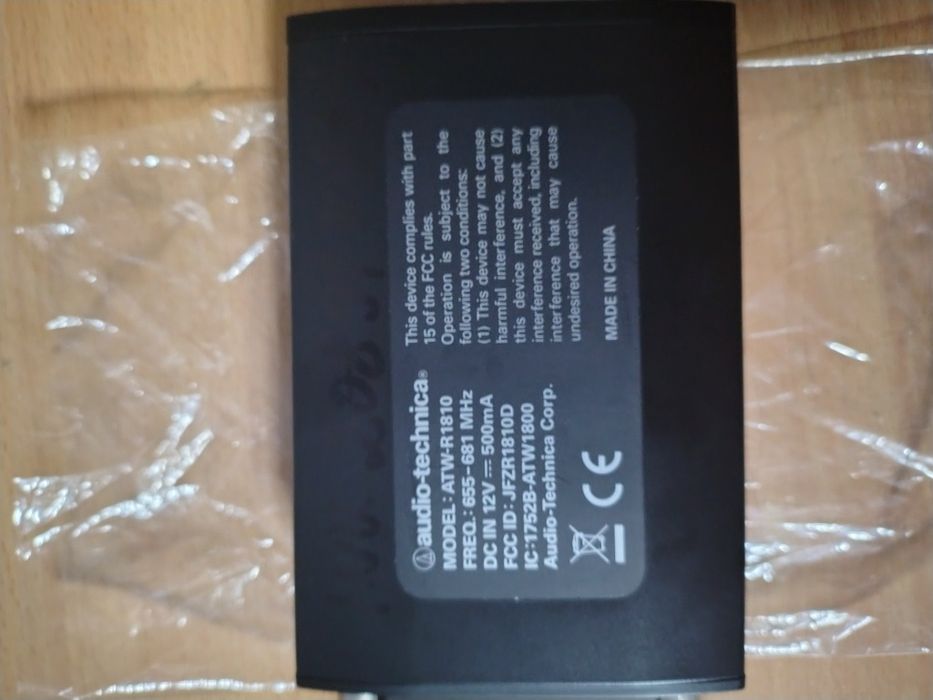 audio-technica®
MODEL : ATW-R1810
FREQ. : 655 - 681 MHz
DC IN 12V ⎓ 500mA
FCC ID : JFZR1810D
IC:1752B-ATW1800
Audio-Technica Corp.
CE
This device complies with part
15 of the FCC rules.
Operation is subject to the
following two conditions:
(1) This device may not cause
harmful interference, and (2)
this device must accept any
interference received, including
interference that may cause
undesired operation.
MADE IN CHINA